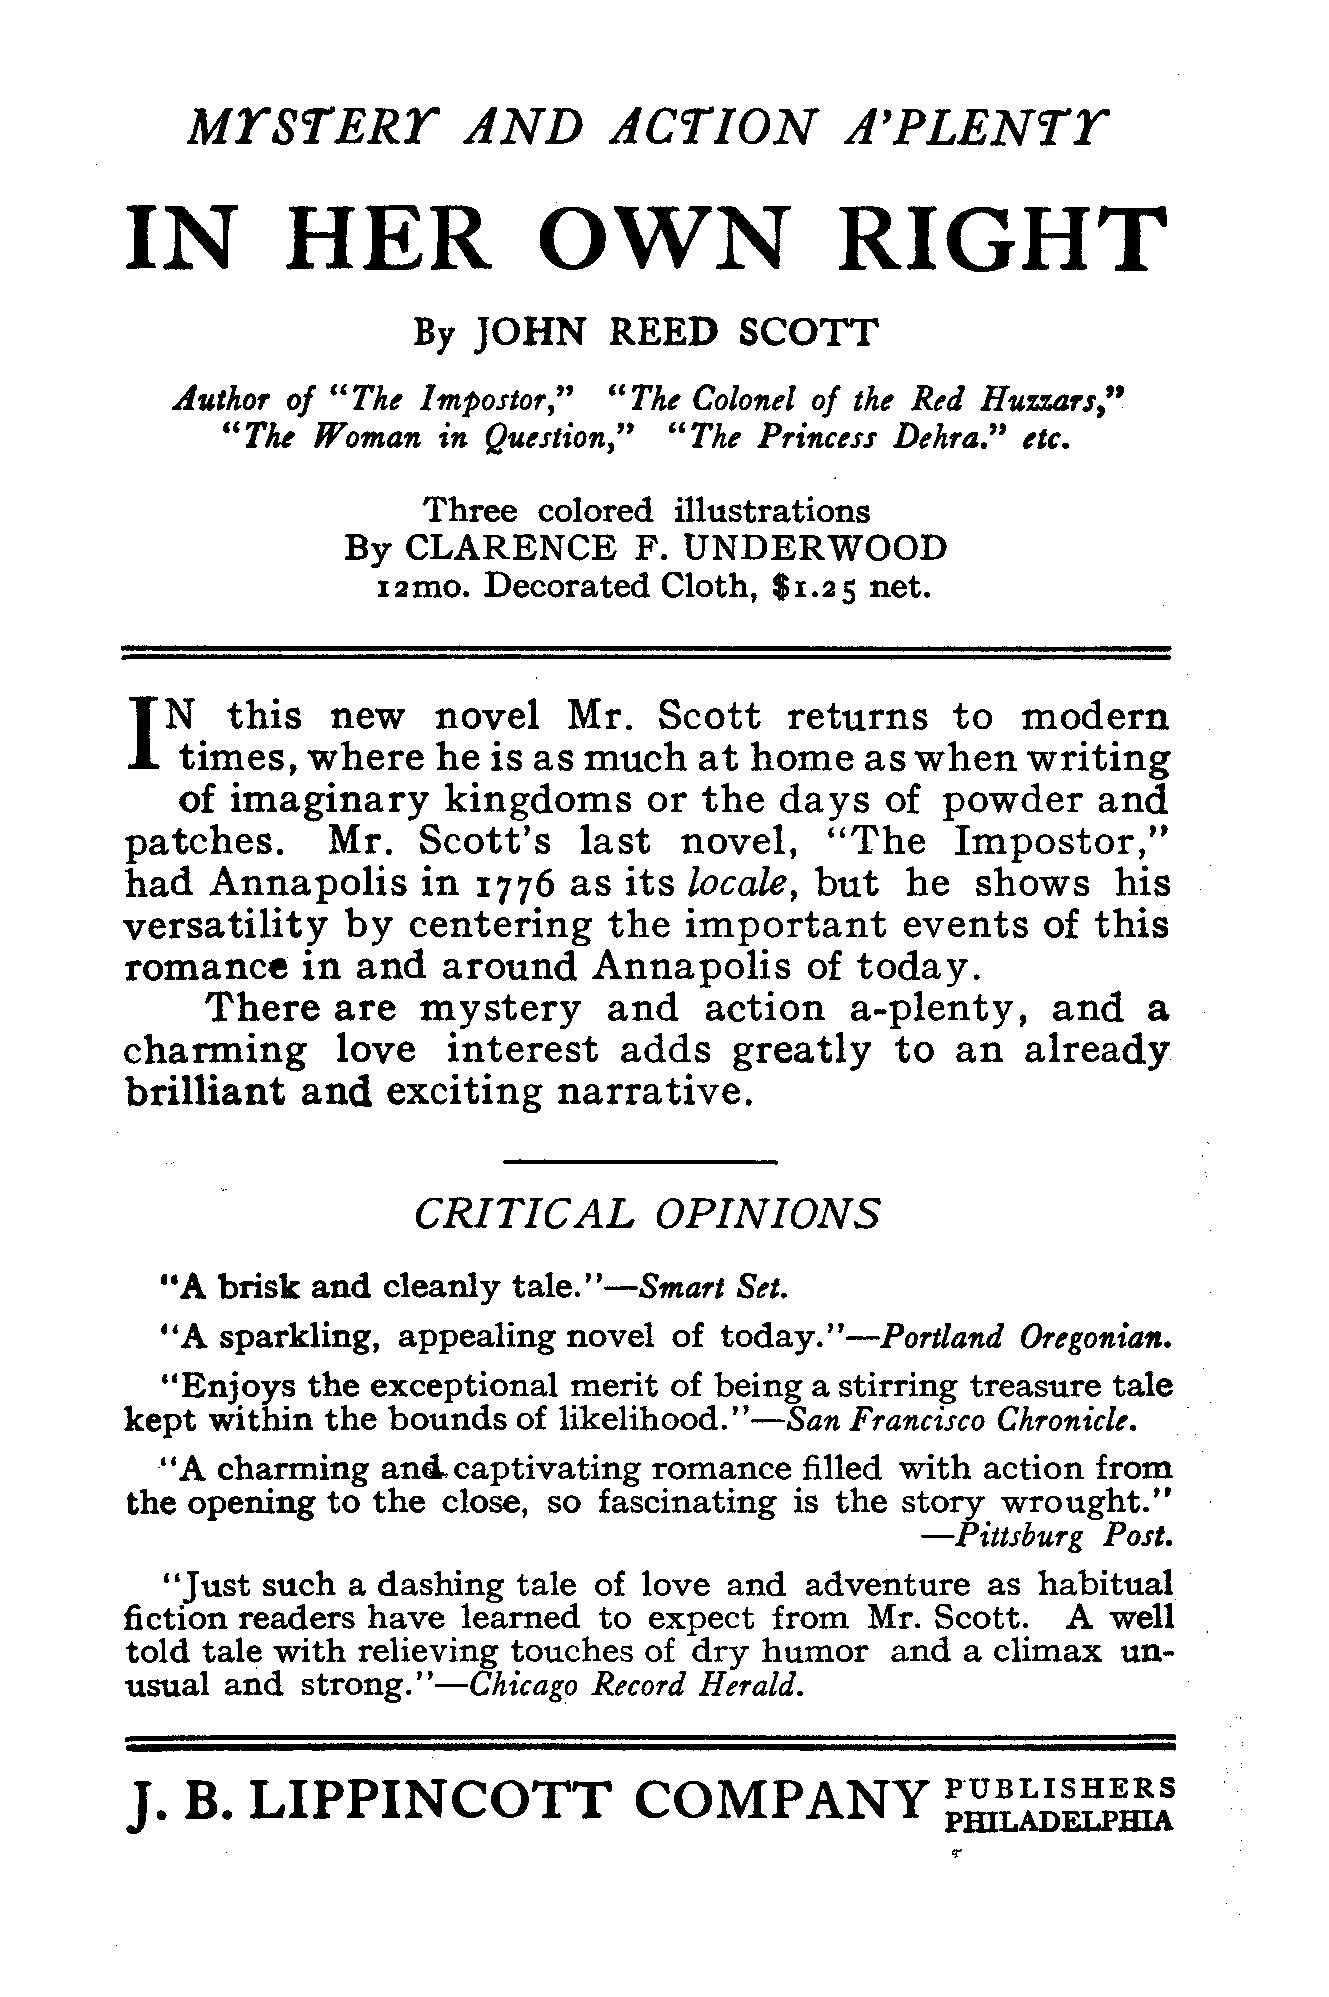 MYSTERY AND ACTION A'PLENTY
IN HER OWN RIGHT
By JOHN REED SCOTT
Author of “The Impostor,” “The Colonel of the Red Huzzars,”
“The Woman in Question,” “The Princess Dehra.” etc.
Three colored illustrations
By CLARENCE F. UNDERWOOD
12mo. Decorated Cloth, $1.25 net.
IN this new novel Mr. Scott returns to modern
times, where he is as much at home as when writing
of imaginary kingdoms or the days of powder and
patches. Mr. Scott's last novel, “The Impostor,”
had Annapolis in 1776 as its locale, but he shows his
versatility by centering the important events of this
romance in and around Annapolis of today.
There are mystery and action a-plenty, and a
charming love interest adds greatly to an already
brilliant and exciting narrative.
CRITICAL OPINIONS
“A brisk and cleanly tale.”—Smart Set.
“A sparkling, appealing novel of today.”—Portland Oregonian.
“Enjoys the exceptional merit of being a stirring treasure tale
kept within the bounds of likelihood.”—San Francisco Chronicle.
“A charming and captivating romance filled with action from
the opening to the close, so fascinating is the story wrought.”
—Pittsburg Post.
“Just such a dashing tale of love and adventure as habitual
fiction readers have learned to expect from Mr. Scott. A well
told tale with relieving touches of dry humor and a climax un-
usual and strong.”—Chicago Record Herald.
J. B. LIPPINCOTT COMPANY PUBLISHERS
PHILADELPHIA